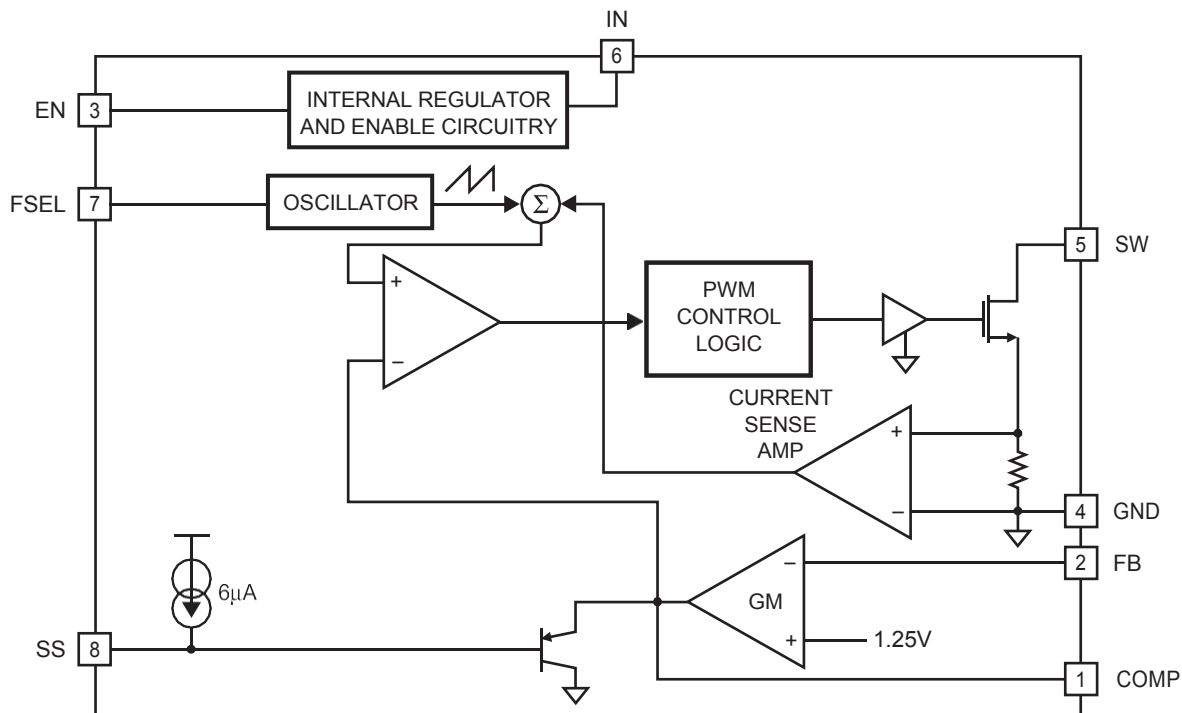 IN
6
INTERNAL REGULATOR
AND ENABLE CIRCUITRY
EN 3
FSEL 7
OSCILLATOR
Σ
5 SW
+
−
PWM
CONTROL
LOGIC
CURRENT
SENSE
AMP
+
−
4 GND
2 FB
−
GM
+
1.25V
6μA
SS 8
1 COMP